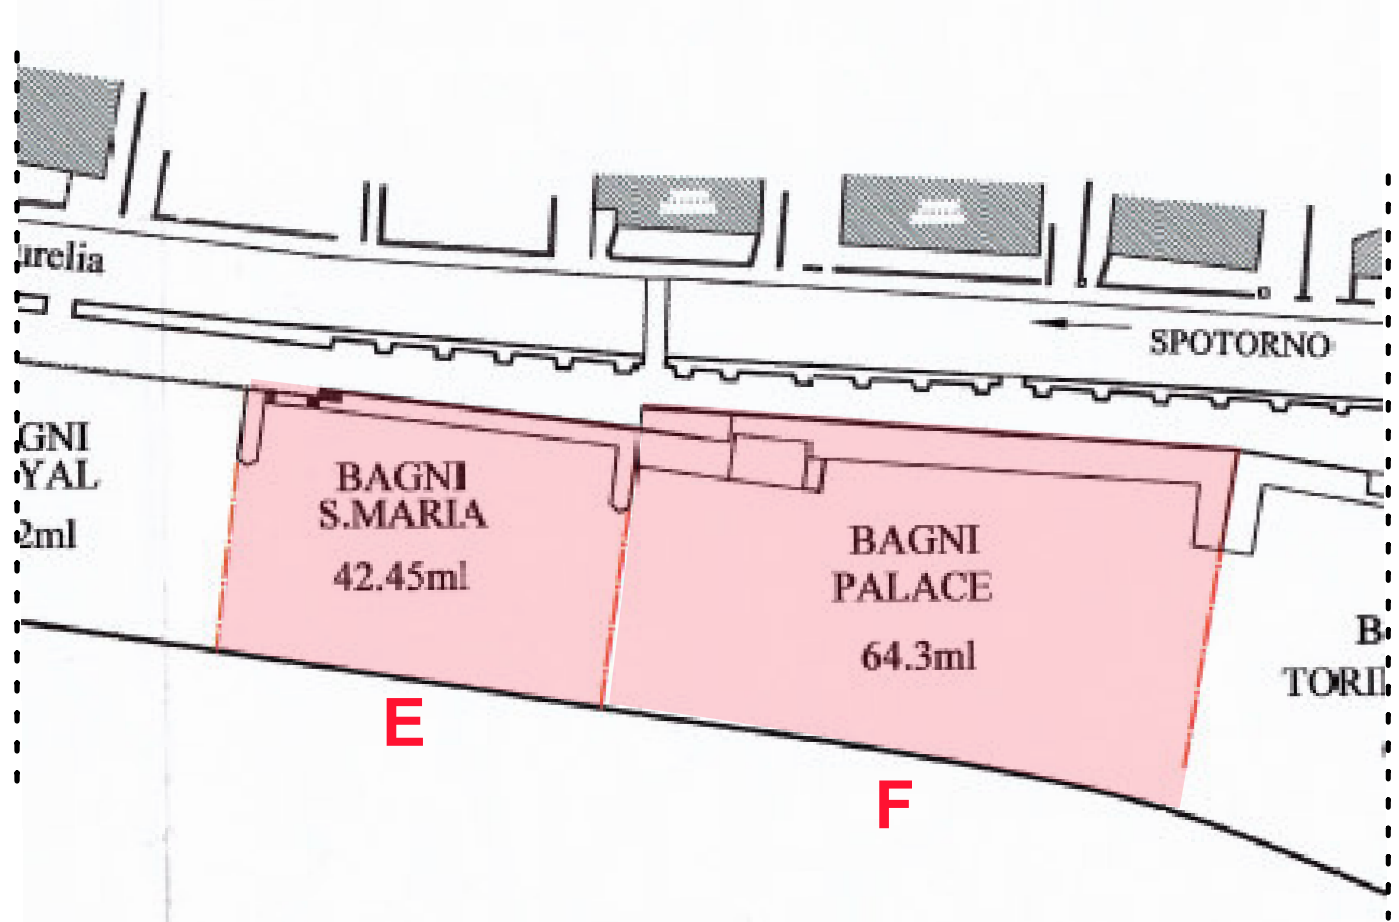 urelia
SPOTORNO
GNI
YAL
2ml
BAGNI
S.MARIA
42.45ml
BAGNI
PALACE
64.3ml
B
TORI
E
F